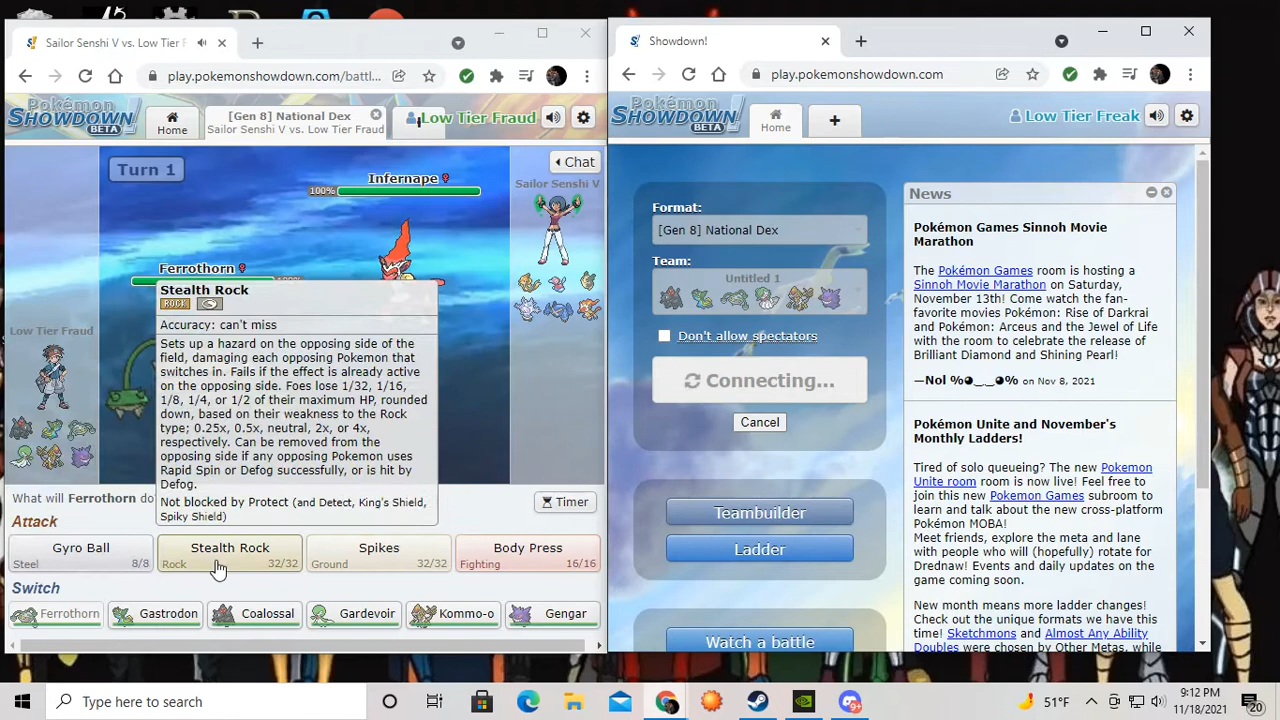 Sailor Senshi V vs. Low Tier F
play.pokemonshowdown.com/battl...
Pokémon
SHOWDOWN
BETA
Home
[Gen 8] National Dex
Sailor Senshi V vs. Low Tier Fraud
Low Tier Fraud
Turn 1
Chat
Infernape
100%
Sailor Senshi V
Ferrothorn
100%
Low Tier Fraud
Stealth Rock
ROCK
Accuracy: can't miss
Sets up a hazard on the opposing side of the
field, damaging each opposing Pokemon that
switches in. Fails if the effect is already active
on the opposing side. Foes lose 1/32, 1/16,
1/8, 1/4, or 1/2 of their maximum HP, rounded
down, based on their weakness to the Rock
type; 0.25x, 0.5x, neutral, 2x, or 4x,
respectively. Can be removed from the
opposing side if any opposing Pokemon uses
Rapid Spin or Defog successfully, or is hit by
Defog.
Not blocked by Protect (and Detect, King's Shield,
Spiky Shield)
What will Ferrothorn do
Timer
Attack
Gyro Ball
Steel 8/8
Stealth Rock
Rock 32/32
Spikes
Ground 32/32
Body Press
Fighting 16/16
Switch
Ferrothorn
Gastrodon
Coalossal
Gardevoir
Kommo-o
Gengar
Showdown!
play.pokemonshowdown.com
Pokémon
SHOWDOWN
BETA
Home
Low Tier Freak
Format:
[Gen 8] National Dex
Team:
Untitled 1
Don't allow spectators
Connecting...
Cancel
Teambuilder
Ladder
Watch a battle
News
Pokémon Games Sinnoh Movie
Marathon
The Pokémon Games room is hosting a
Sinnoh Movie Marathon on Saturday,
November 13th! Come watch the fan-
favorite movies Pokémon: Rise of Darkrai
and Pokémon: Arceus and the Jewel of Life
with the room to celebrate the release of
Brilliant Diamond and Shining Pearl!
—Nol %◕‿‿◕% on Nov 8, 2021
Pokémon Unite and November's
Monthly Ladders!
Tired of solo queueing? The new Pokemon
Unite room room is now live! Feel free to
join this new Pokemon Games subroom to
learn and talk about the new cross-platform
Pokémon MOBA!
Meet friends, explore the meta and lane
with people who will (hopefully) rotate for
Drednaw! Events and daily updates on the
game coming soon.
New month means more ladder changes!
Check out the unique formats we have this
time! Sketchmons and Almost Any Ability
Doubles were chosen by Other Metas, while
Type here to search
51°F
9:12 PM
11/18/2021
20